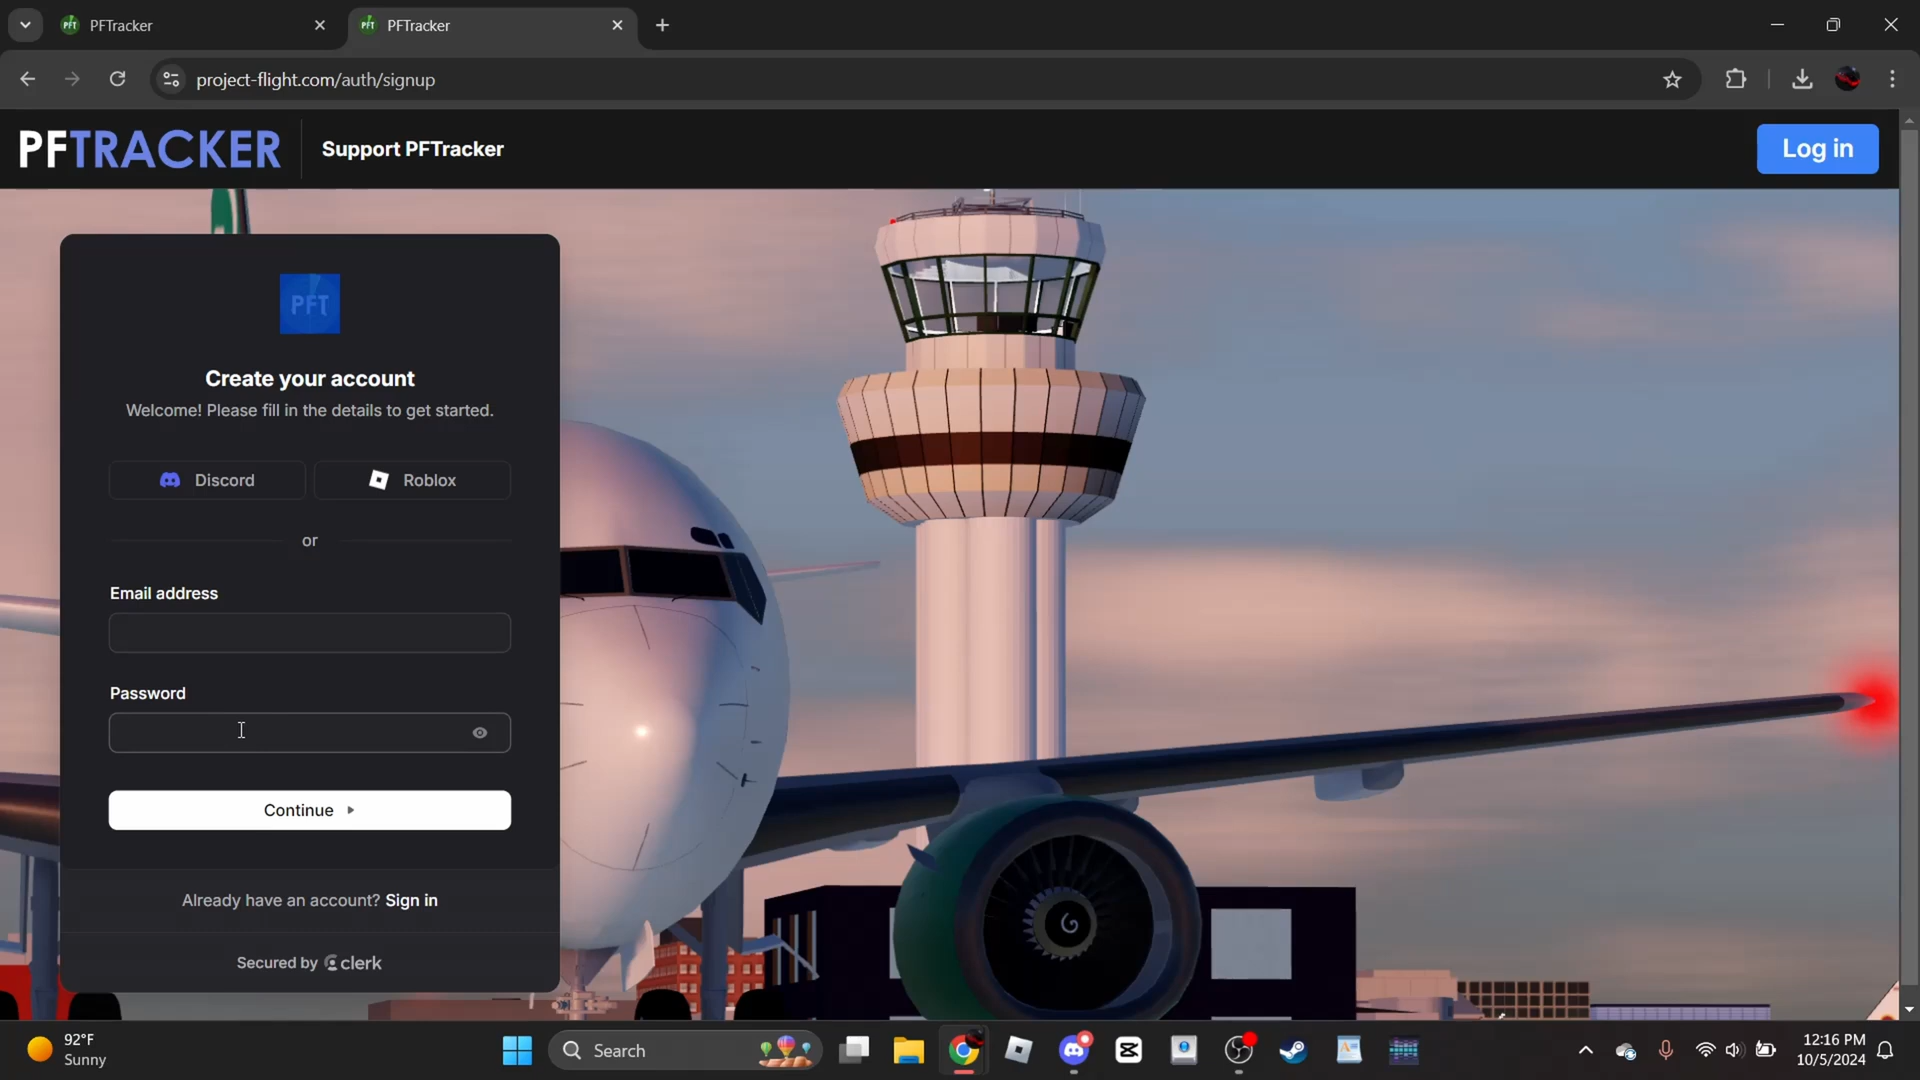 PFTracker
PFTracker
project-flight.com/auth/signup
PFTRACKER
Support PFTracker
Log in
PFT
Create your account
Welcome! Please fill in the details to get started.
Discord
Roblox
or
Email address
Password
Continue
Already have an account? Sign in
Secured by clerk
92°F
Sunny
Search
12:16 PM
10/5/2024